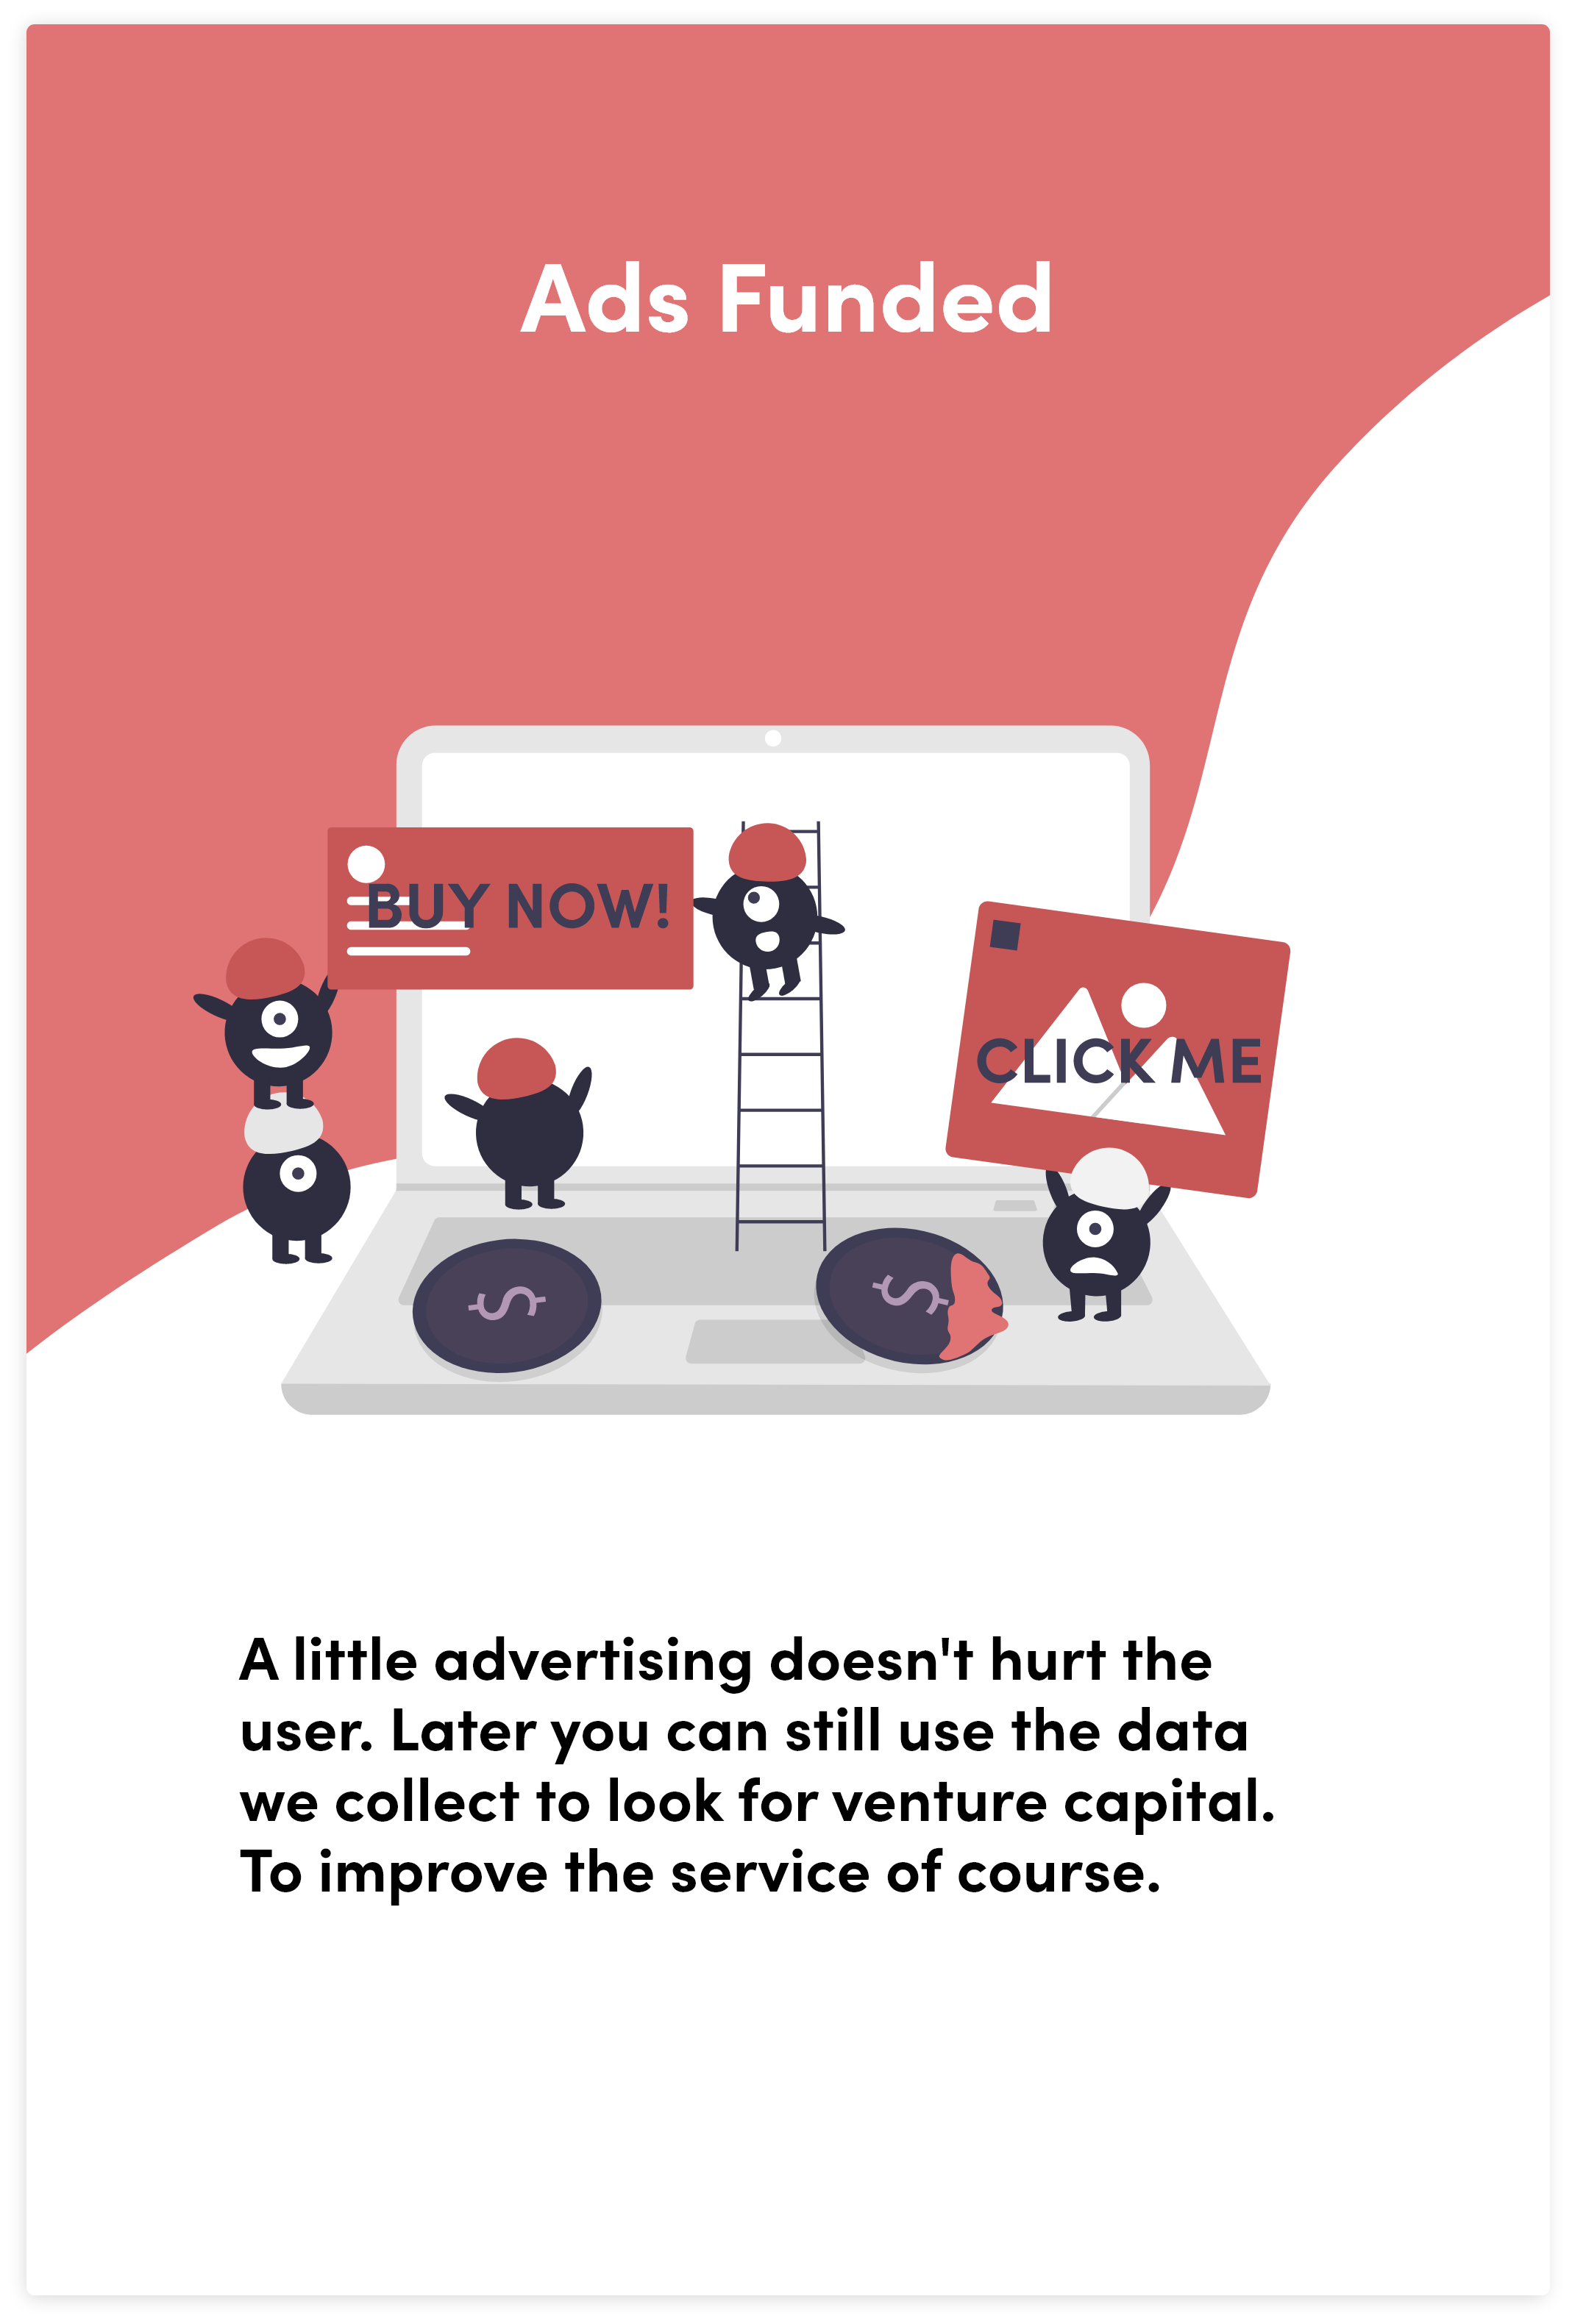 Ads Funded
BUY NOW!
CLICK ME
$
$
A little advertising doesn't hurt the
user. Later you can still use the data
we collect to look for venture capital.
To improve the service of course.